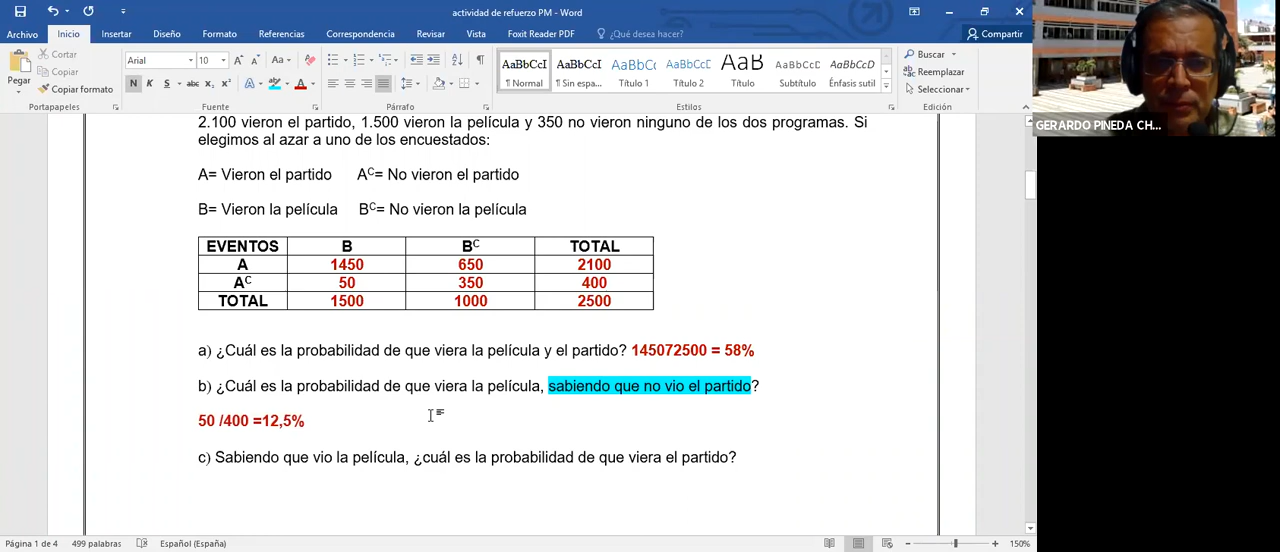 actividad de refuerzo PM - Word
Archivo Inicio Insertar Diseño Formato Referencias Correspondencia Revisar Vista Foxit Reader PDF ¿Qué desea hacer? Compartir
Pegar
Cortar
Copiar
Copiar formato
Portapapeles
Arial 10
N K S abc x₂ x²
Fuente
Párrafo
AaBbCcI AaBbCcI AaBbCcI AaBbCcD AaB AaBbCcD AaBbCcD
¶ Normal ¶ Sin espa... Título 1 Título 2 Título Subtítulo Énfasis sutil
Estilos
Buscar
Reemplazar
Seleccionar
Edición
GERARDO PINEDA CH...
2.100 vieron el partido, 1.500 vieron la película y 350 no vieron ninguno de los dos programas. Si
elegimos al azar a uno de los encuestados:
A= Vieron el partido Aᶜ= No vieron el partido
B= Vieron la película Bᶜ= No vieron la película
EVENTOS B Bᶜ TOTAL
A 1450 650 2100
Aᶜ 50 350 400
TOTAL 1500 1000 2500
a) ¿Cuál es la probabilidad de que viera la película y el partido? 145072500 = 58%
b) ¿Cuál es la probabilidad de que viera la película, sabiendo que no vio el partido?
50 /400 =12,5%
c) Sabiendo que vio la película, ¿cuál es la probabilidad de que viera el partido?
Página 1 de 4 499 palabras Español (España) 150%